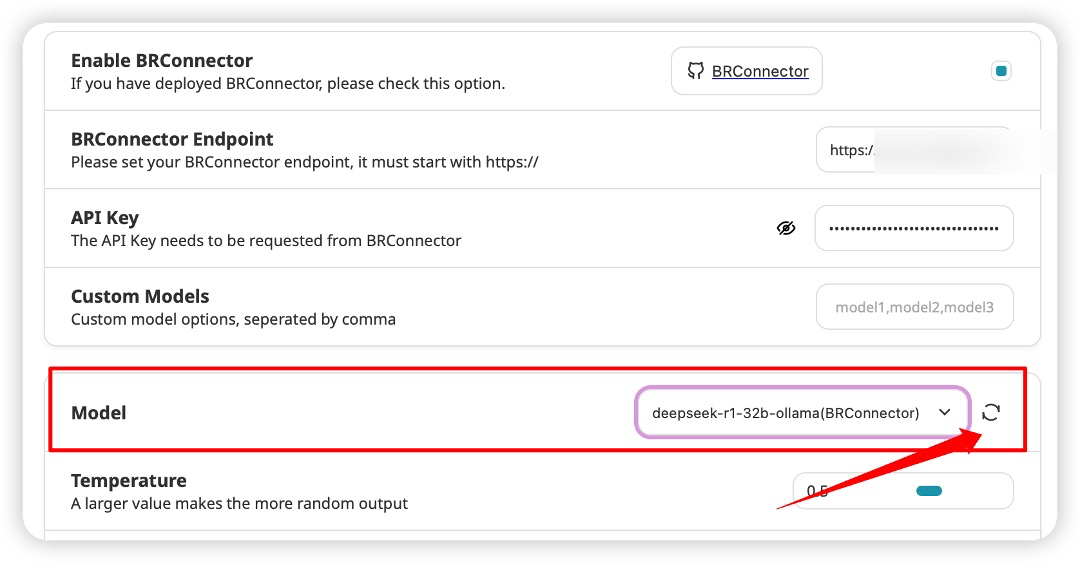 Enable BRConnector
If you have deployed BRConnector, please check this option.
BRConnector
BRConnector Endpoint
Please set your BRConnector endpoint, it must start with https://
https:/
API Key
The API Key needs to be requested from BRConnector
••••••••••••••••••••••••••••••••
Custom Models
Custom model options, seperated by comma
model1,model2,model3
Model
deepseek-r1-32b-ollama(BRConnector)
Temperature
A larger value makes the more random output
0.5